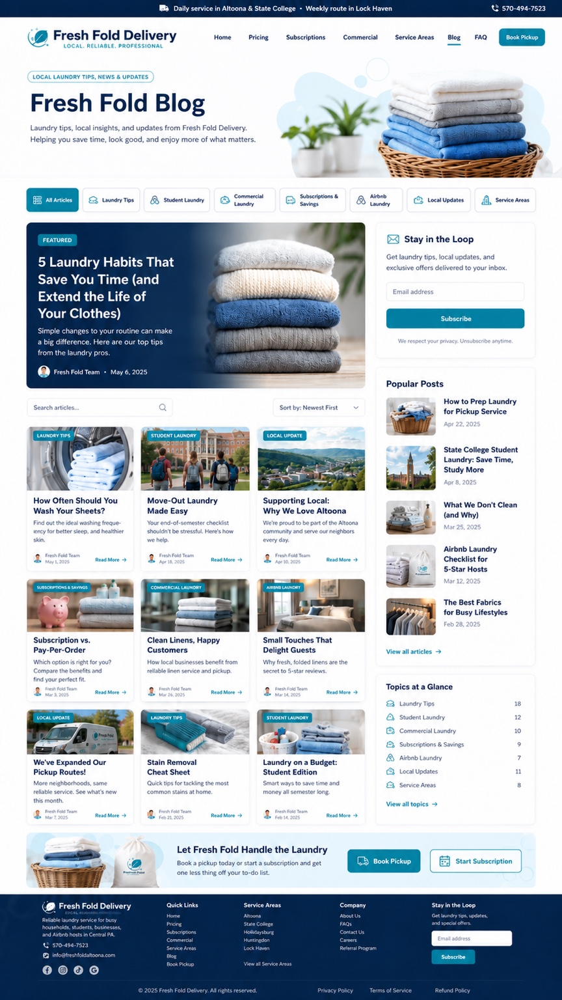 Daily service in Altoona & State College • Weekly route in Lock Haven
570-494-7523
Fresh Fold Delivery
LOCAL. RELIABLE. PROFESSIONAL
Home
Pricing
Subscriptions
Commercial
Service Areas
Blog
FAQ
Book Pickup
LOCAL LAUNDRY TIPS, NEWS & UPDATES
Fresh Fold Blog
Laundry tips, local insights, and updates from Fresh Fold Delivery.
Helping you save time, look good, and enjoy more of what matters.
All Articles
Laundry Tips
Student Laundry
Commercial
Laundry
Subscriptions &
Savings
Airbnb
Laundry
Local Updates
Service Areas
FEATURED
5 Laundry Habits That
Save You Time (and
Extend the Life of
Your Clothes)
Simple changes to your routine can make
a big difference. Here are our top tips
from the laundry pros.
Fresh Fold Team • May 6, 2025
Stay in the Loop
Get laundry tips, local updates, and
exclusive offers delivered to your inbox.
Email address
Subscribe
We respect your privacy. Unsubscribe anytime.
Search articles...
Sort by: Newest First
LAUNDRY TIPS
How Often Should You
Wash Your Sheets?
Find out the ideal washing freque-
ency for better sleep, and healthier
skin.
Fresh Fold Team
May 1, 2025
Read More →
STUDENT LAUNDRY
Move-Out Laundry
Made Easy
Your end-of-semester checklist
shouldn't be stressful. Here's how
we help.
Fresh Fold Team
Apr 18, 2025
Read More →
LOCAL UPDATE
Supporting Local:
Why We Love Altoona
We're proud to be part of the Altoona
community and serve our neighbors
every day.
Fresh Fold Team
Apr 10, 2025
Read More →
SUBSCRIPTIONS & SAVINGS
Subscription vs.
Pay-Per-Order
Which option is right for you?
Compare the benefits and
find your perfect fit.
Fresh Fold Team
Mar 3, 2025
Read More →
COMMERCIAL LAUNDRY
Clean Linens, Happy
Customers
How local businesses benefit from
reliable linen service and pickup.
Fresh Fold Team
Mar 26, 2025
Read More →
AIRBNB LAUNDRY
Small Touches That
Delight Guests
Why fresh, folded linens are the
secret to 5-star reviews.
Fresh Fold Team
Mar 14, 2025
Read More →
LOCAL UPDATE
We've Expanded Our
Pickup Routes!
More neighborhoods, same
reliable service. See what's new
this month.
Fresh Fold Team
Mar 7, 2025
Read More →
LAUNDRY TIPS
Stain Removal
Cheat Sheet
Quick tips for tackling the most
common stains at home.
Fresh Fold Team
Feb 21, 2025
Read More →
STUDENT LAUNDRY
Laundry on a Budget:
Student Edition
Smart ways to save time and
money all semester long.
Fresh Fold Team
Feb 14, 2025
Read More →
Popular Posts
How to Prep Laundry
for Pickup Service
Apr 22, 2025
State College Student
Laundry: Save Time,
Study More
Apr 8, 2025
What We Don't Clean
(and Why)
Mar 25, 2025
Airbnb Laundry
Checklist for
5-Star Hosts
Mar 12, 2025
The Best Fabrics
for Busy Lifestyles
Feb 28, 2025
View all articles →
Topics at a Glance
Laundry Tips 18
Student Laundry 12
Commercial Laundry 10
Subscriptions & Savings 9
Airbnb Laundry 7
Local Updates 11
Service Areas 8
View all topics →
Let Fresh Fold Handle the Laundry
Book a pickup today or start a subscription and get
one less thing off your to-do list.
Book Pickup
Start Subscription
Fresh Fold Delivery
Reliable laundry service for busy
households, students, businesses,
and Airbnb hosts in Central PA.
570-494-7523
info@freshfoldaltoona.com
Quick Links
Home
Pricing
Subscriptions
Commercial
Service Areas
Blog
Book Pickup
Service Areas
Altoona
State College
Hollidaysburg
Huntingdon
Lock Haven
View all Service Areas
Company
About Us
FAQs
Contact Us
Careers
Referral Program
Stay in the Loop
Get laundry tips, updates,
and special offers.
Email address
Subscribe
© 2025 Fresh Fold Delivery. All rights reserved.
Privacy Policy
Terms of Service
Refund Policy